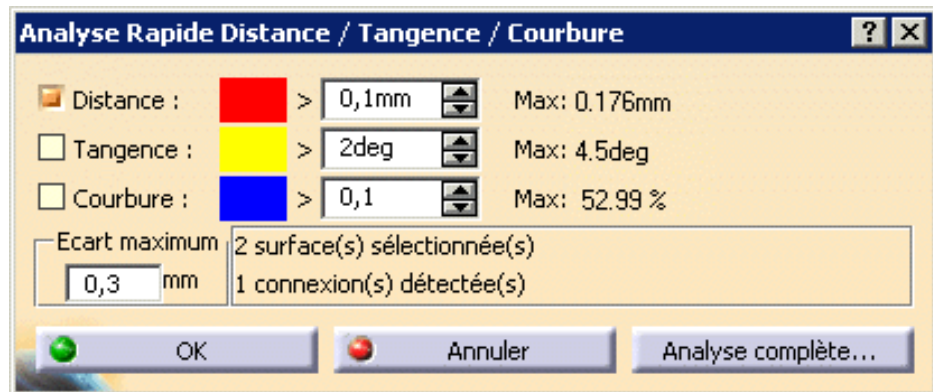 Analyse Rapide Distance / Tangence / Courbure ? X
Distance : > 0,1mm Max: 0.176mm
Tangence : > 2deg Max: 4.5deg
Courbure : > 0,1 Max: 52.99 %
Ecart maximum 2 surface(s) sélectionnée(s)
0,3 mm 1 connexion(s) détectée(s)
OK Annuler Analyse complète...